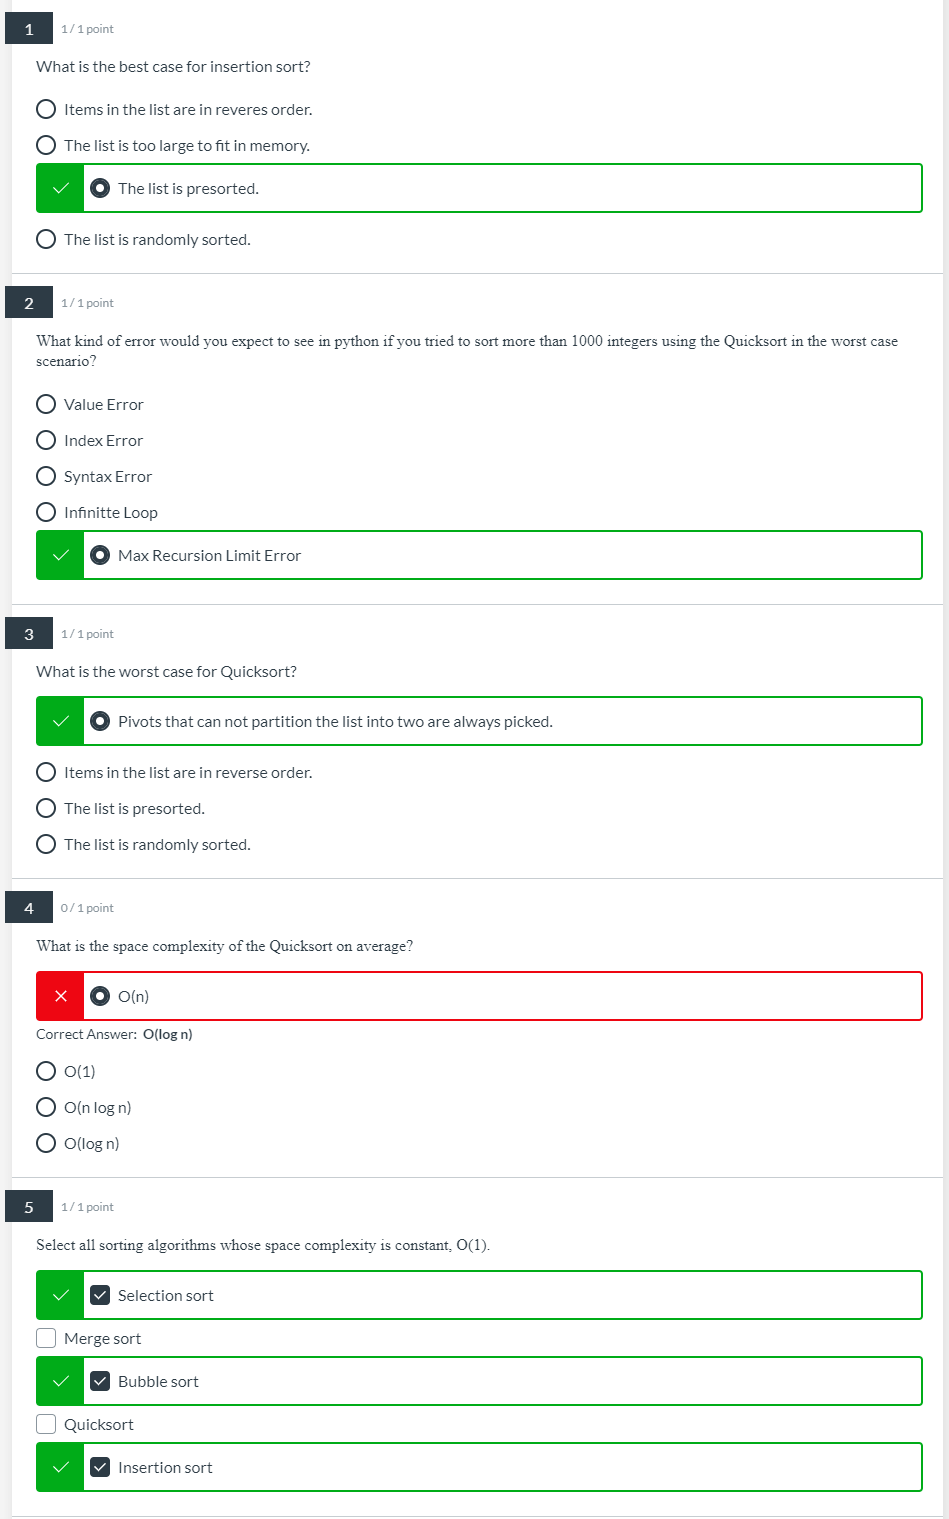 1
1 / 1 point
What is the best case for insertion sort?
Items in the list are in reveres order.
The list is too large to fit in memory.
The list is presorted.
The list is randomly sorted.
2
1 / 1 point
What kind of error would you expect to see in python if you tried to sort more than 1000 integers using the Quicksort in the worst case
scenario?
Value Error
Index Error
Syntax Error
Infinitte Loop
Max Recursion Limit Error
3
1 / 1 point
What is the worst case for Quicksort?
Pivots that can not partition the list into two are always picked.
Items in the list are in reverse order.
The list is presorted.
The list is randomly sorted.
4
0 / 1 point
What is the space complexity of the Quicksort on average?
O(n)
Correct Answer: O(log n)
O(1)
O(n log n)
O(log n)
5
1 / 1 point
Select all sorting algorithms whose space complexity is constant, O(1).
Selection sort
Merge sort
Bubble sort
Quicksort
Insertion sort